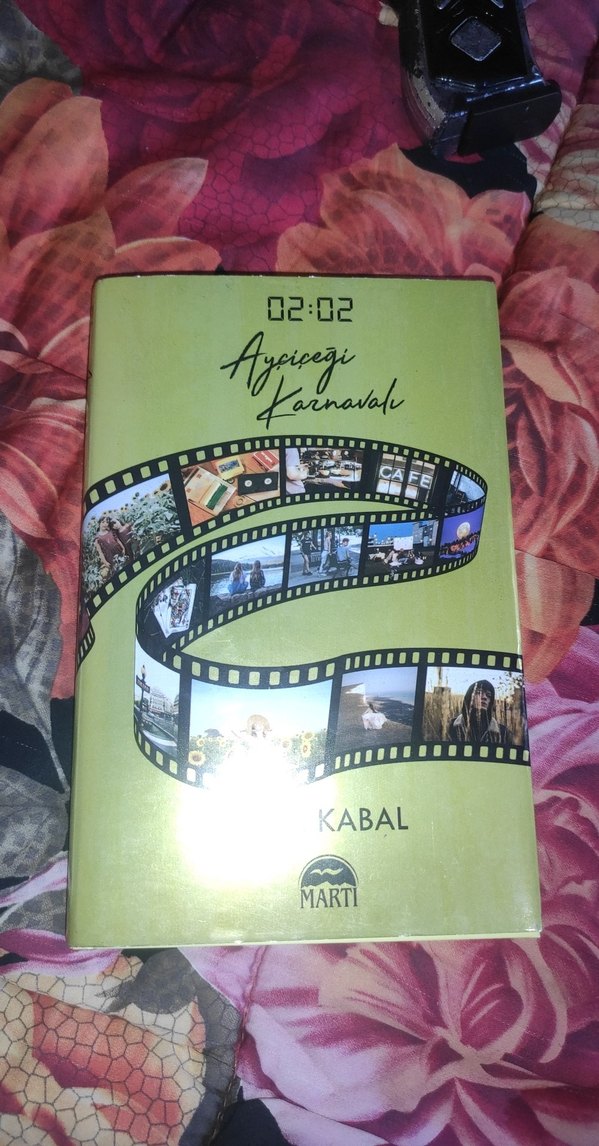 02:02
Ayçiçeği
Karnavalı
CAFE
KABAL
MARTI